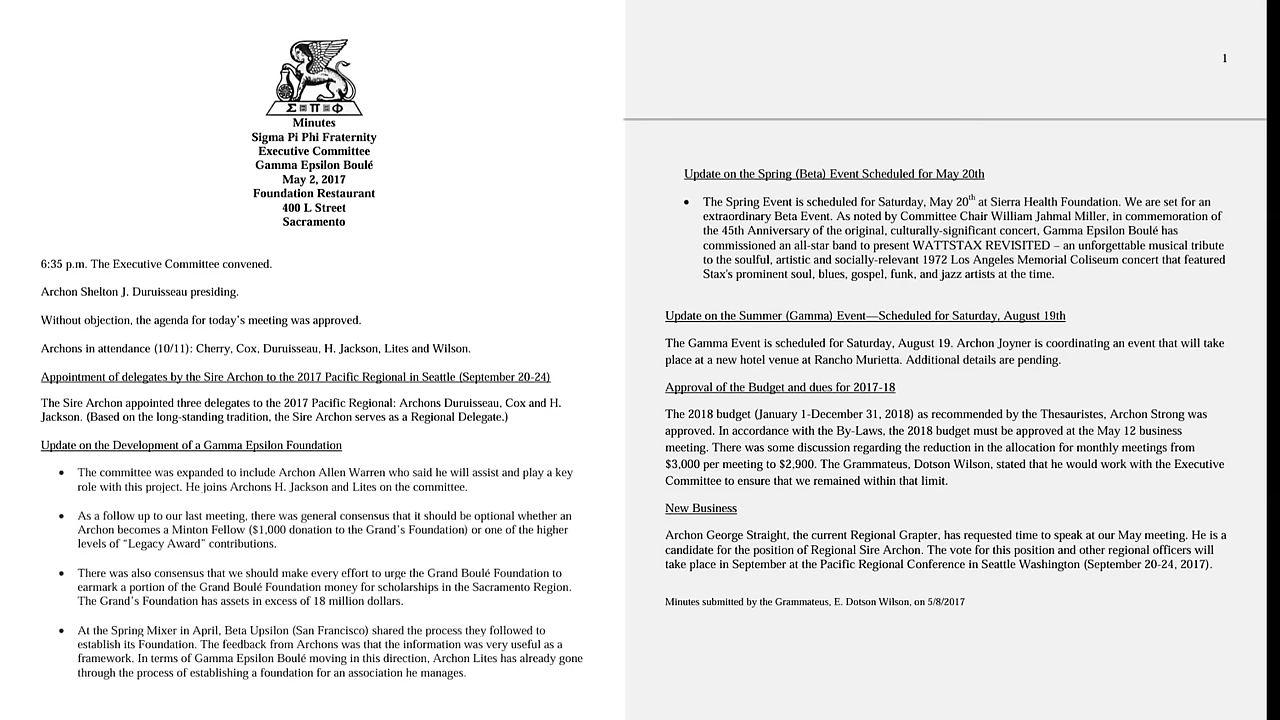 Σ Π Φ
Minutes
Sigma Pi Phi Fraternity
Executive Committee
Gamma Epsilon Boulé
May 2, 2017
Foundation Restaurant
400 L Street
Sacramento
6:35 p.m. The Executive Committee convened.
Archon Shelton J. Duruisseau presiding.
Without objection, the agenda for today’s meeting was approved.
Archons in attendance (10/11): Cherry, Cox, Duruisseau, H. Jackson, Lites and Wilson.
Appointment of delegates by the Sire Archon to the 2017 Pacific Regional in Seattle (September 20-24)
The Sire Archon appointed three delegates to the 2017 Pacific Regional: Archons Duruisseau, Cox and H.
Jackson. (Based on the long-standing tradition, the Sire Archon serves as a Regional Delegate.)
Update on the Development of a Gamma Epsilon Foundation
• The committee was expanded to include Archon Allen Warren who said he will assist and play a key
role with this project. He joins Archons H. Jackson and Lites on the committee.
• As a follow up to our last meeting, there was general consensus that it should be optional whether an
Archon becomes a Minton Fellow ($1,000 donation to the Grand’s Foundation) or one of the higher
levels of “Legacy Award” contributions.
• There was also consensus that we should make every effort to urge the Grand Boulé Foundation to
earmark a portion of the Grand Boulé Foundation money for scholarships in the Sacramento Region.
The Grand’s Foundation has assets in excess of 18 million dollars.
• At the Spring Mixer in April, Beta Upsilon (San Francisco) shared the process they followed to
establish its Foundation. The feedback from Archons was that the information was very useful as a
framework. In terms of Gamma Epsilon Boulé moving in this direction, Archon Lites has already gone
through the process of establishing a foundation for an association he manages.
1
Update on the Spring (Beta) Event Scheduled for May 20th
• The Spring Event is scheduled for Saturday, May 20th at Sierra Health Foundation. We are set for an
extraordinary Beta Event. As noted by Committee Chair William Jahmal Miller, in commemoration of
the 45th Anniversary of the original, culturally-significant concert, Gamma Epsilon Boulé has
commissioned an all-star band to present WATTSTAX REVISITED – an unforgettable musical tribute
to the soulful, artistic and socially-relevant 1972 Los Angeles Memorial Coliseum concert that featured
Stax's prominent soul, blues, gospel, funk, and jazz artists at the time.
Update on the Summer (Gamma) Event—Scheduled for Saturday, August 19th
The Gamma Event is scheduled for Saturday, August 19. Archon Joyner is coordinating an event that will take
place at a new hotel venue at Rancho Murietta. Additional details are pending.
Approval of the Budget and dues for 2017-18
The 2018 budget (January 1-December 31, 2018) as recommended by the Thesauristes, Archon Strong was
approved. In accordance with the By-Laws, the 2018 budget must be approved at the May 12 business
meeting. There was some discussion regarding the reduction in the allocation for monthly meetings from
$3,000 per meeting to $2,900. The Grammateus, Dotson Wilson, stated that he would work with the Executive
Committee to ensure that we remained within that limit.
New Business
Archon George Straight, the current Regional Grapter, has requested time to speak at our May meeting. He is a
candidate for the position of Regional Sire Archon. The vote for this position and other regional officers will
take place in September at the Pacific Regional Conference in Seattle Washington (September 20-24, 2017).
Minutes submitted by the Grammateus, E. Dotson Wilson, on 5/8/2017